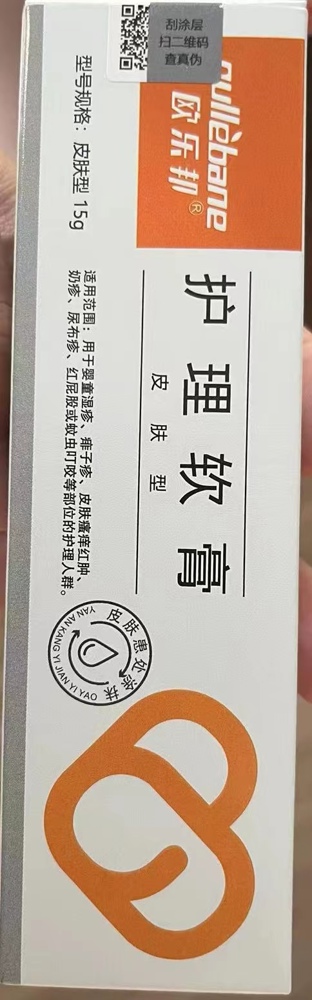 刮涂层
扫二维码
查真伪
oullèbane
欧乐邦®
护理软膏
皮肤型
型号规格：皮肤型 15g
适用范围：用于婴童湿疹、痱子疹、皮肤瘙痒红肿、
奶疹、尿布疹、红屁股或蚊虫叮咬等部位的护理人群。
皮肤患处涂抹
YANAN KANG YI JIAN YI YAO